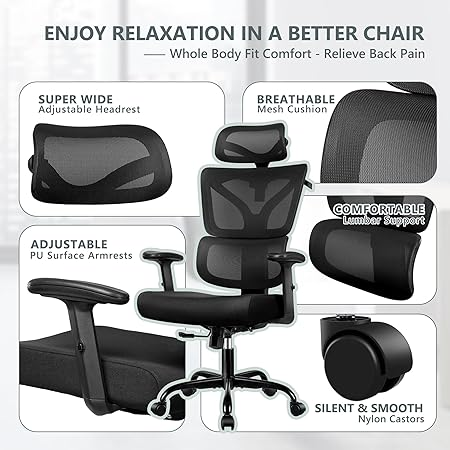 ENJOY RELAXATION IN A BETTER CHAIR
Whole Body Fit Comfort - Relieve Back Pain
SUPER WIDE
Adjustable Headrest
BREATHABLE
Mesh Cushion
COMFORTABLE
Lumbar Support
ADJUSTABLE
PU Surface Armrests
SILENT & SMOOTH
Nylon Castors